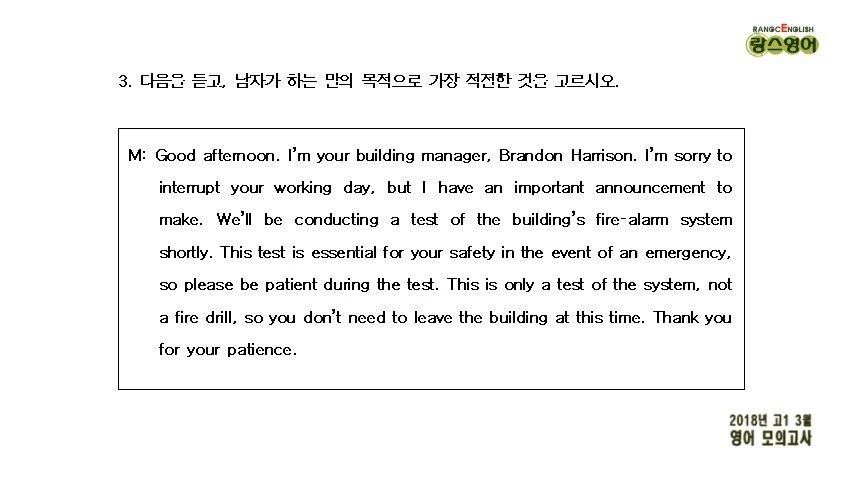 RANGCENGLISH
랑스영어
3. 다음을 듣고, 남자가 하는 말의 목적으로 가장 적절한 것을 고르시오.
M: Good afternoon. I'm your building manager, Brandon Harrison. I'm sorry to
interrupt your working day, but I have an important announcement to
make. We'll be conducting a test of the building's fire-alarm system
shortly. This test is essential for your safety in the event of an emergency,
so please be patient during the test. This is only a test of the system, not
a fire drill, so you don't need to leave the building at this time. Thank you
for your patience.
2018년 고1 3월
영어 모의고사